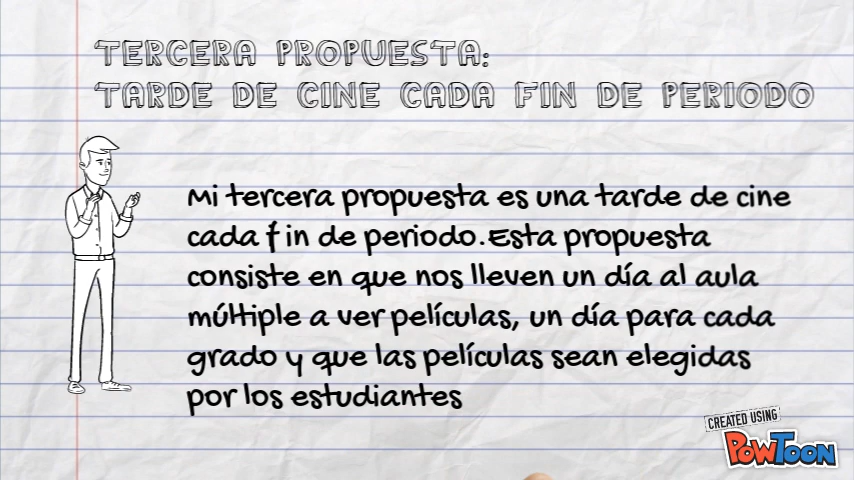 TERCERA PROPUESTA:
TARDE DE CINE CADA FIN DE PERIODO
Mi tercera propuesta es una tarde de cine
cada fin de periodo. Esta propuesta
consiste en que nos lleven un día al aula
múltiple a ver películas, un día para cada
grado y que las películas sean elegidas
por los estudiantes
CREATED USING
POWTOON